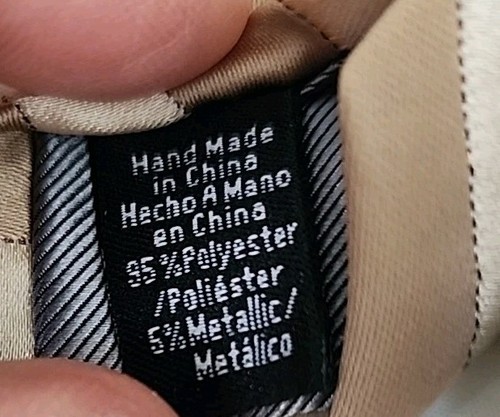 Hand Made
in China
Hecho A Mano
en China
95%Polyester
/Poliéster
5%Metallic/
Metálico